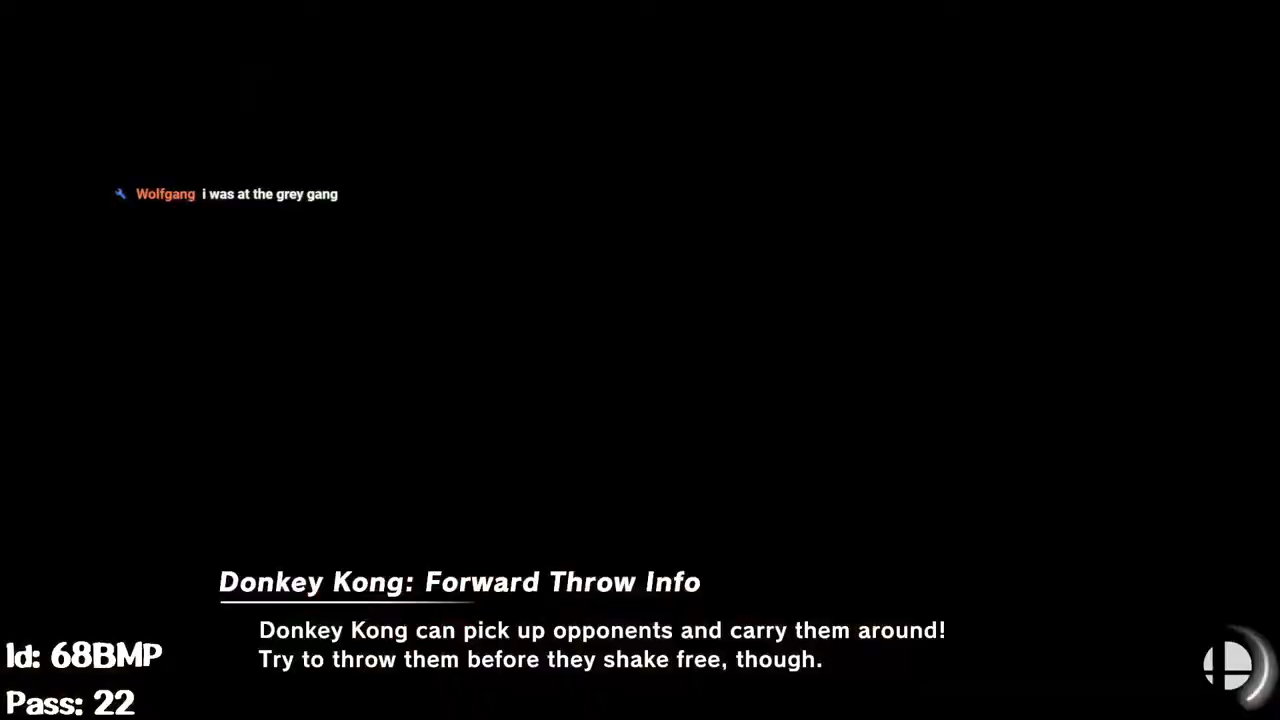 Wolfgang i was at the grey gang
Donkey Kong: Forward Throw Info
Donkey Kong can pick up opponents and carry them around!
Try to throw them before they shake free, though.
Id: 68BMP
Pass: 22